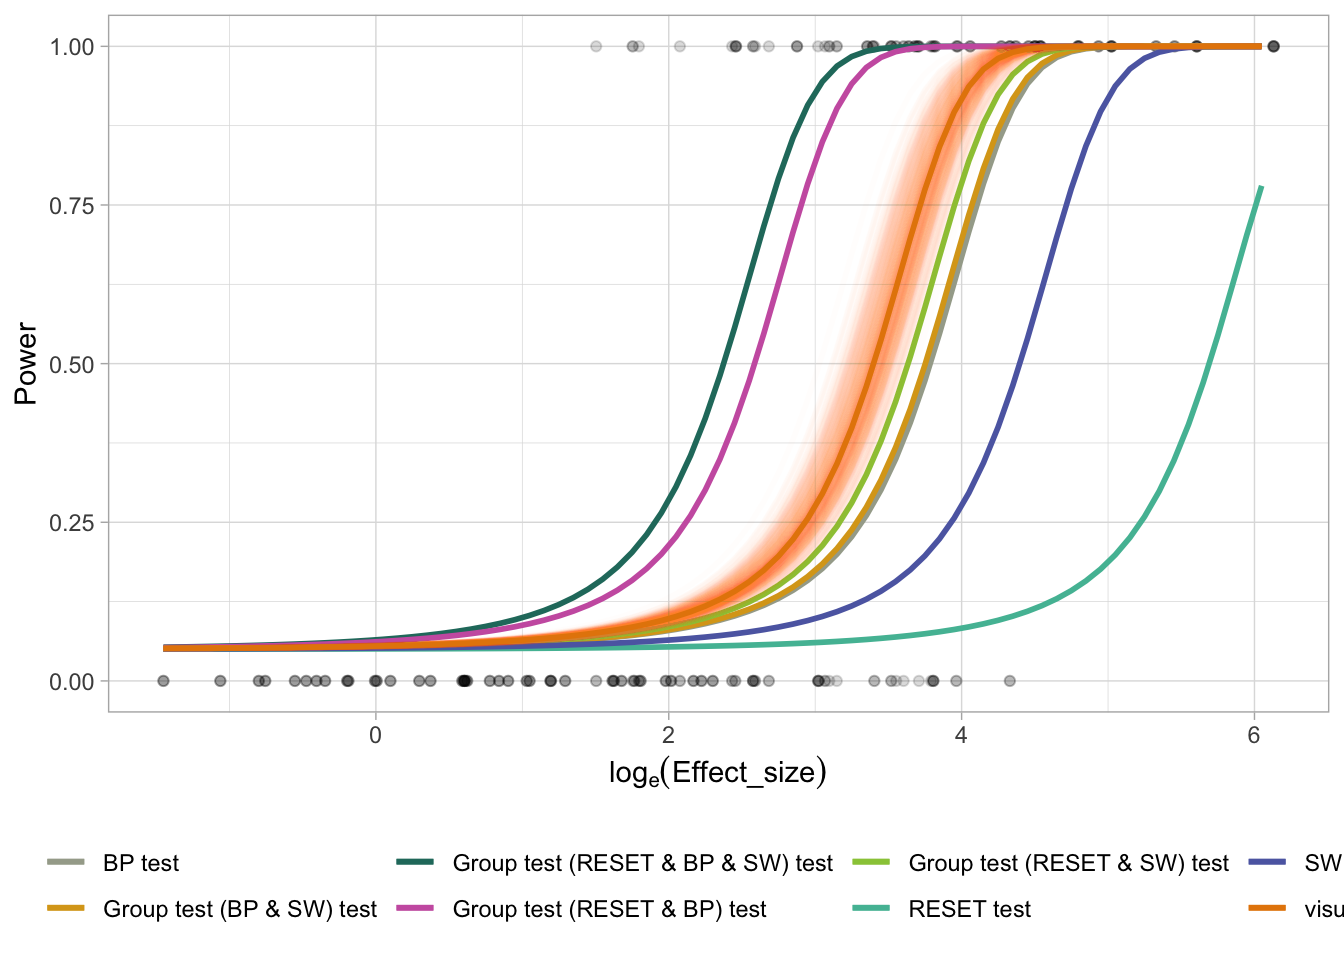 1.00
0.75
0.50
0.25
0.00
Power
0 2 4 6
logₑ(Effect_size)
BP test Group test (RESET & BP & SW) test Group test (RESET & SW) test SW
Group test (BP & SW) test Group test (RESET & BP) test RESET test visu